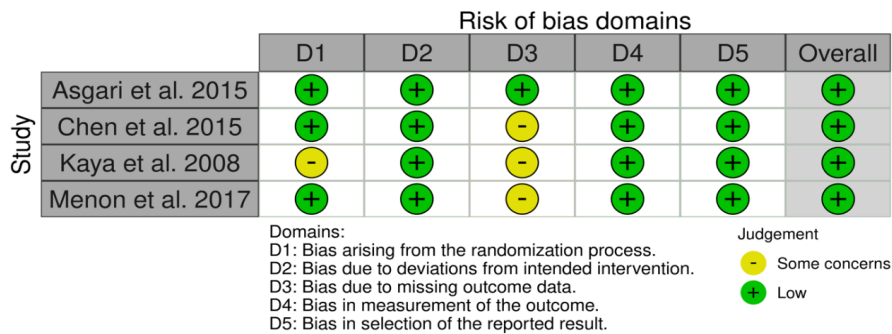 Risk of bias domains
D1 D2 D3 D4 D5 Overall
Study
Asgari et al. 2015 + + + + + +
Chen et al. 2015 + + - + + +
Kaya et al. 2008 - + - + + +
Menon et al. 2017 + + - + + +
Domains:
D1: Bias arising from the randomization process.
D2: Bias due to deviations from intended intervention.
D3: Bias due to missing outcome data.
D4: Bias in measurement of the outcome.
D5: Bias in selection of the reported result.
Judgement
- Some concerns
+ Low